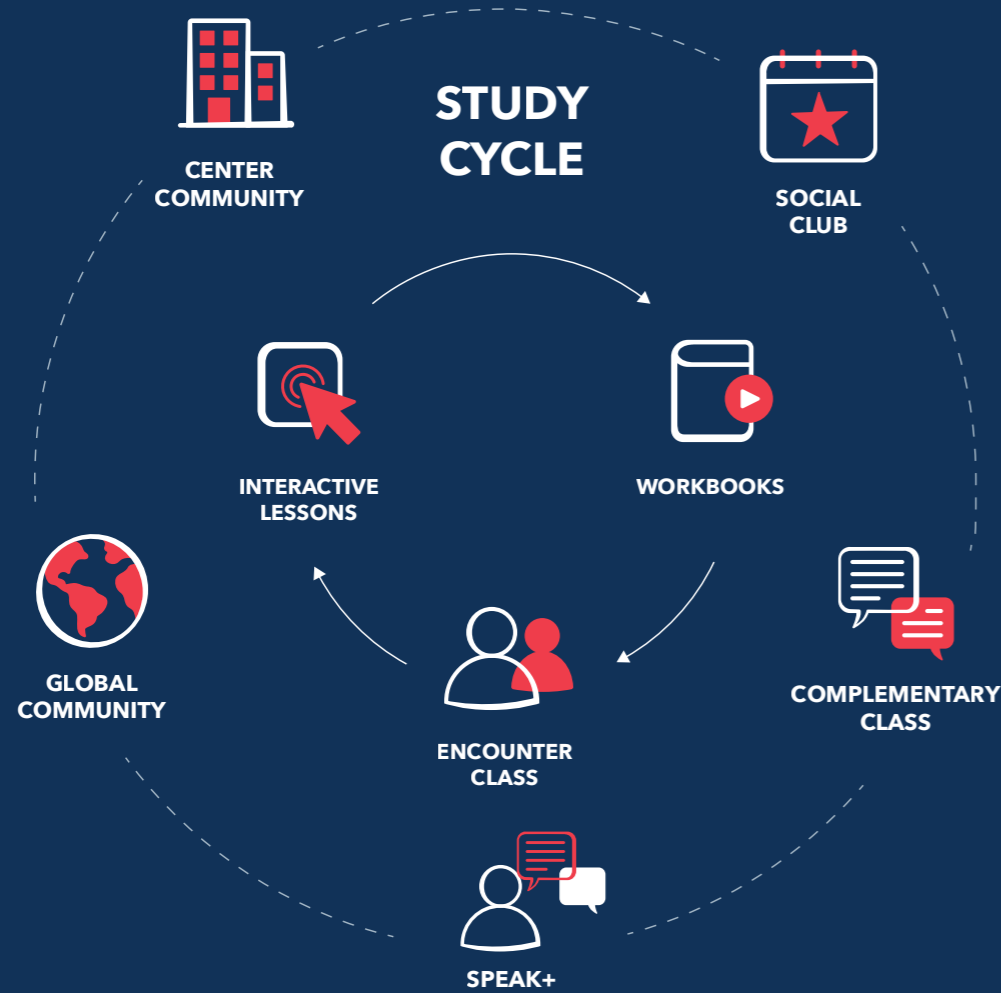 STUDY
CYCLE
CENTER
COMMUNITY
SOCIAL
CLUB
INTERACTIVE
LESSONS
WORKBOOKS
GLOBAL
COMMUNITY
COMPLEMENTARY
CLASS
ENCOUNTER
CLASS
SPEAK+